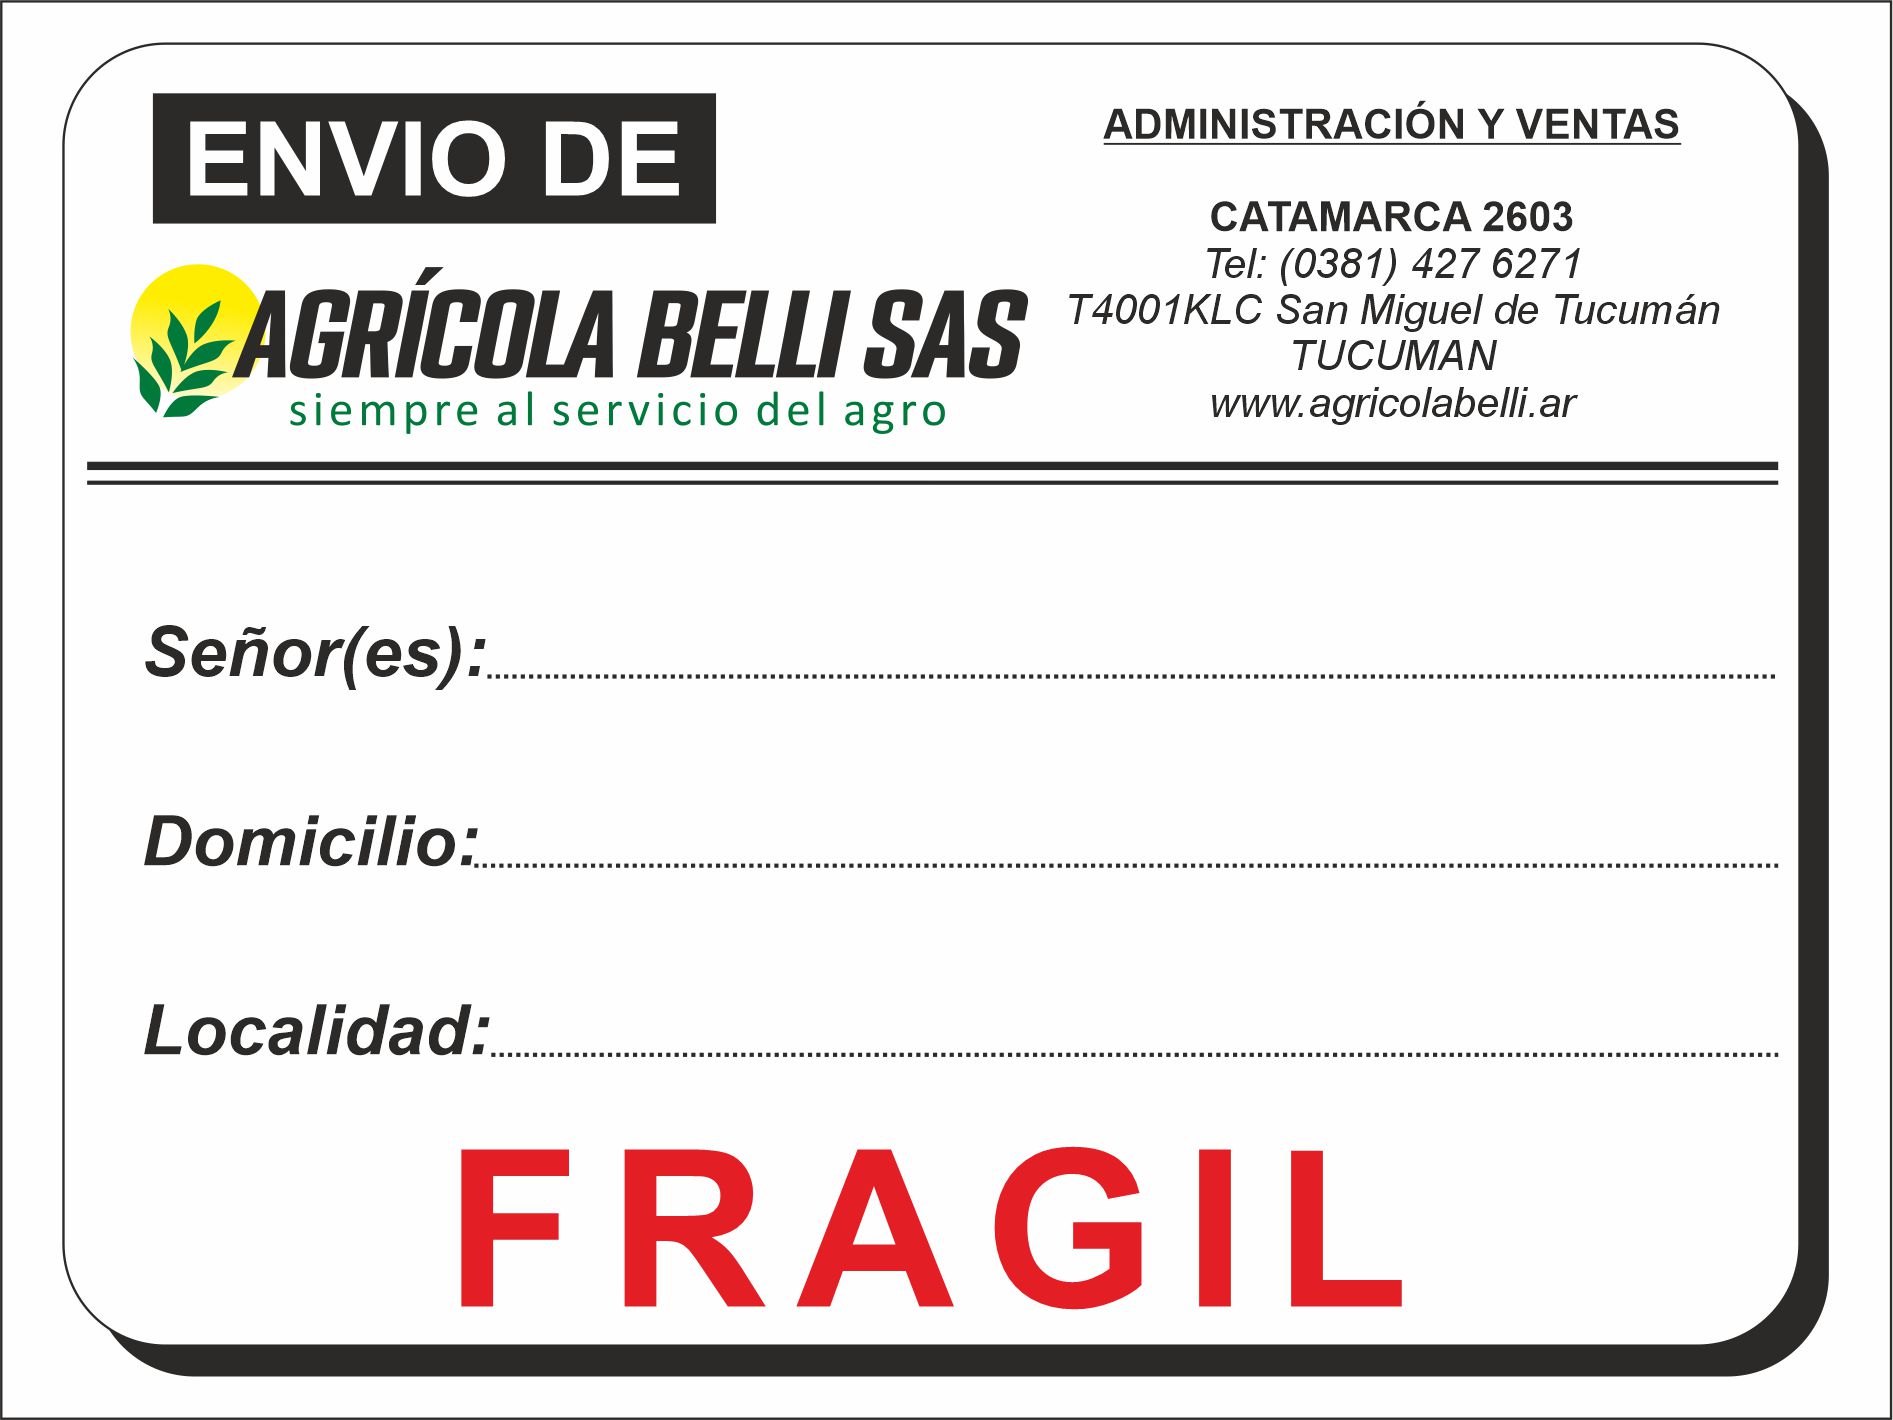 ENVIO DE
AGRÍCOLA BELLI SAS
siempre al servicio del agro
ADMINISTRACIÓN Y VENTAS
CATAMARCA 2603
Tel: (0381) 427 6271
T4001KLC San Miguel de Tucumán
TUCUMAN
www.agricolabelli.ar
Señor(es):
Domicilio:
Localidad:
FRAGIL